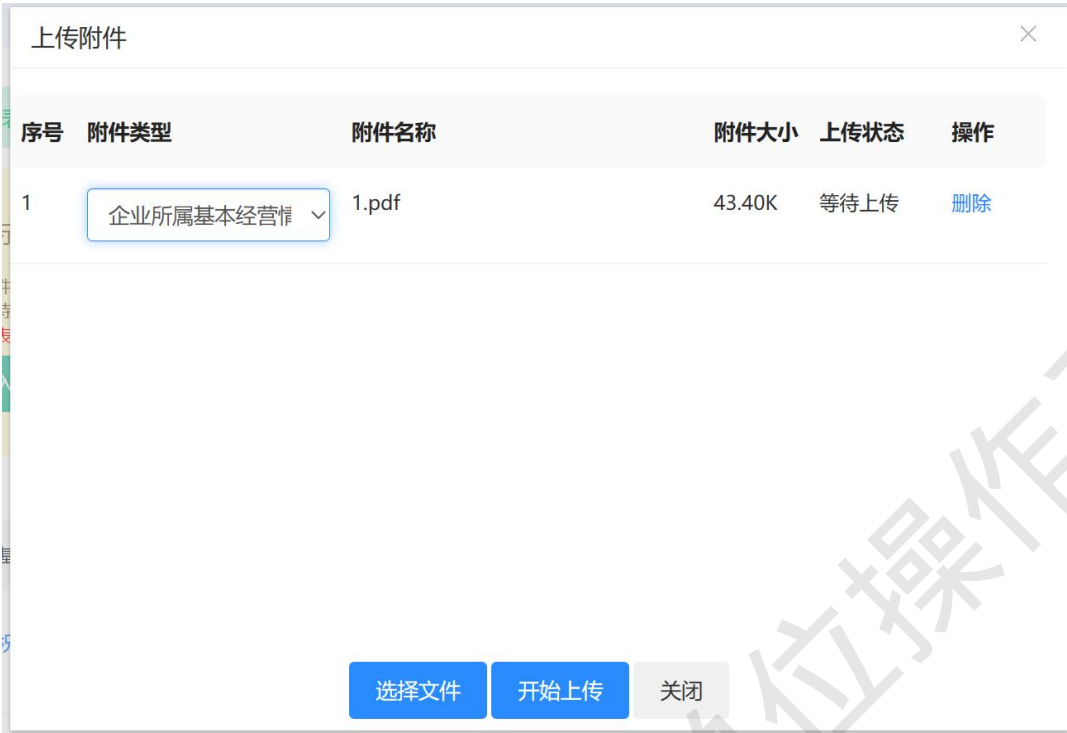 上传附件
序号 附件类型 附件名称 附件大小 上传状态 操作
1 企业所属基本经营情 1.pdf 43.40K 等待上传 删除
选择文件 开始上传 关闭
位操作